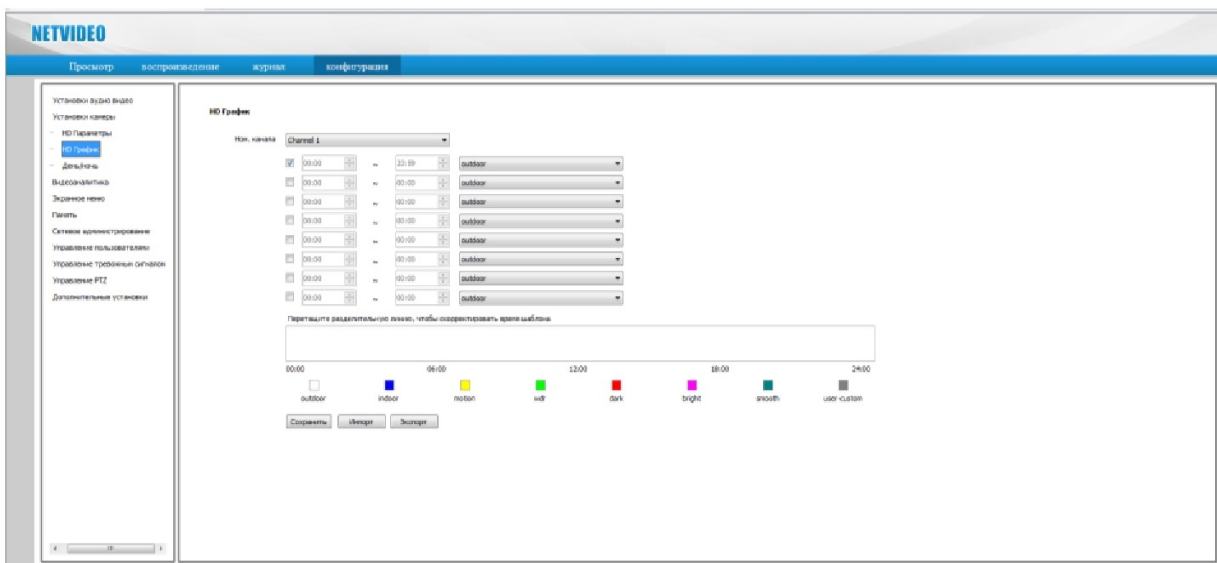 NETVIDEO
Просмотр воспроизведение журнал конфигурация
Установки аудио видео
Установки камеры
HD Параметры
HD График
День/ночь
Видеоаналитика
Экранное меню
Память
Сетевое администрирование
Управление пользователями
Управление тревожным сигналом
Управление PTZ
Дополнительные установки
HD График
Ном. канала Channel 1
00:00 ~ 23:59 outdoor
00:00 ~ 00:00 outdoor
00:00 ~ 00:00 outdoor
00:00 ~ 00:00 outdoor
00:00 ~ 00:00 outdoor
00:00 ~ 00:00 outdoor
00:00 ~ 00:00 outdoor
00:00 ~ 00:00 outdoor
Перетащите разделительную линию, чтобы скорректировать время шаблона
00:00 06:00 12:00 18:00 24:00
outdoor indoor motion wdr dark bright smooth user-custom
Сохранить Импорт Экспорт